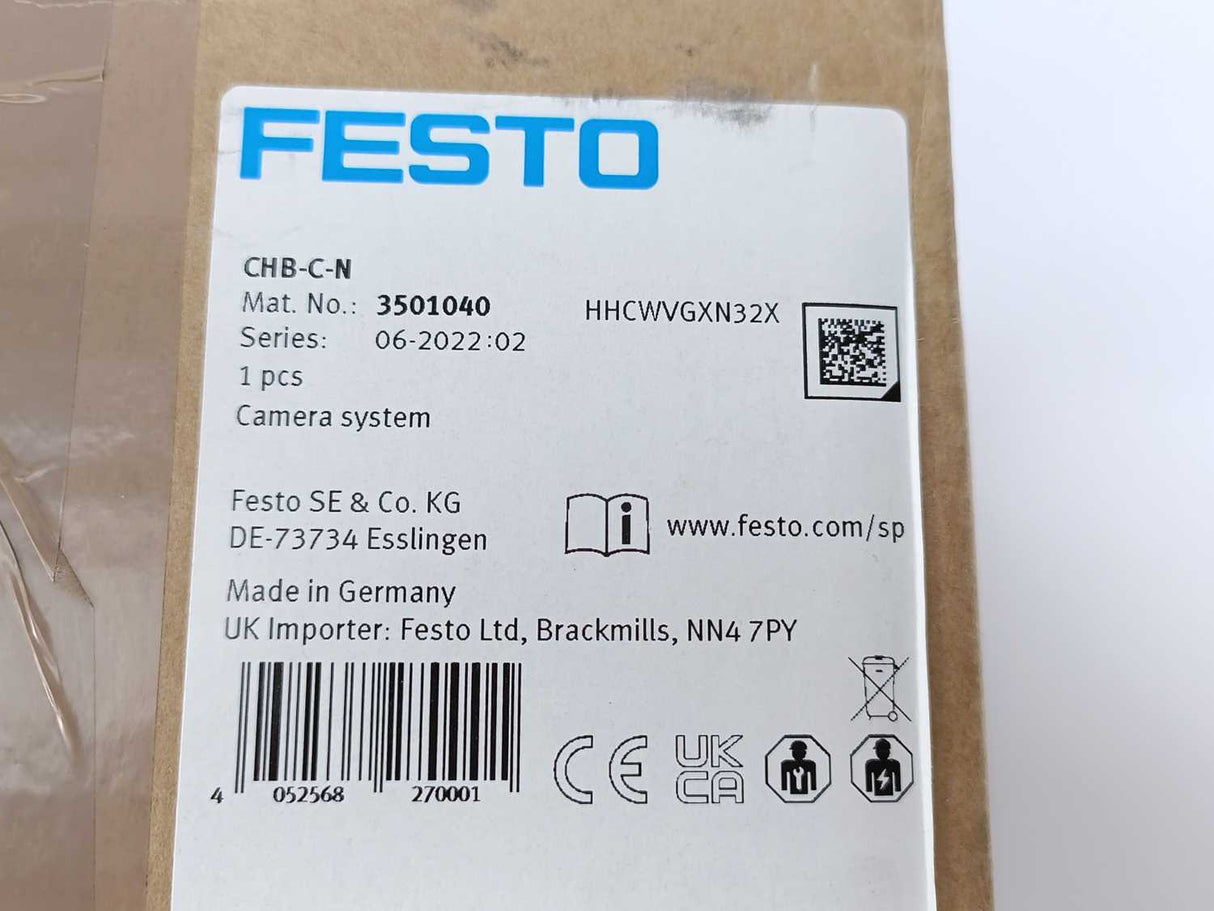 FESTO
CHB-C-N
Mat. No.: 3501040 HHCWVGXN32X
Series: 06-2022:02
1 pcs
Camera system
Festo SE & Co. KG
DE-73734 Esslingen
www.festo.com/sp
Made in Germany
UK Importer: Festo Ltd, Brackmills, NN4 7PY
4 052568 270001
CE
UK
CA